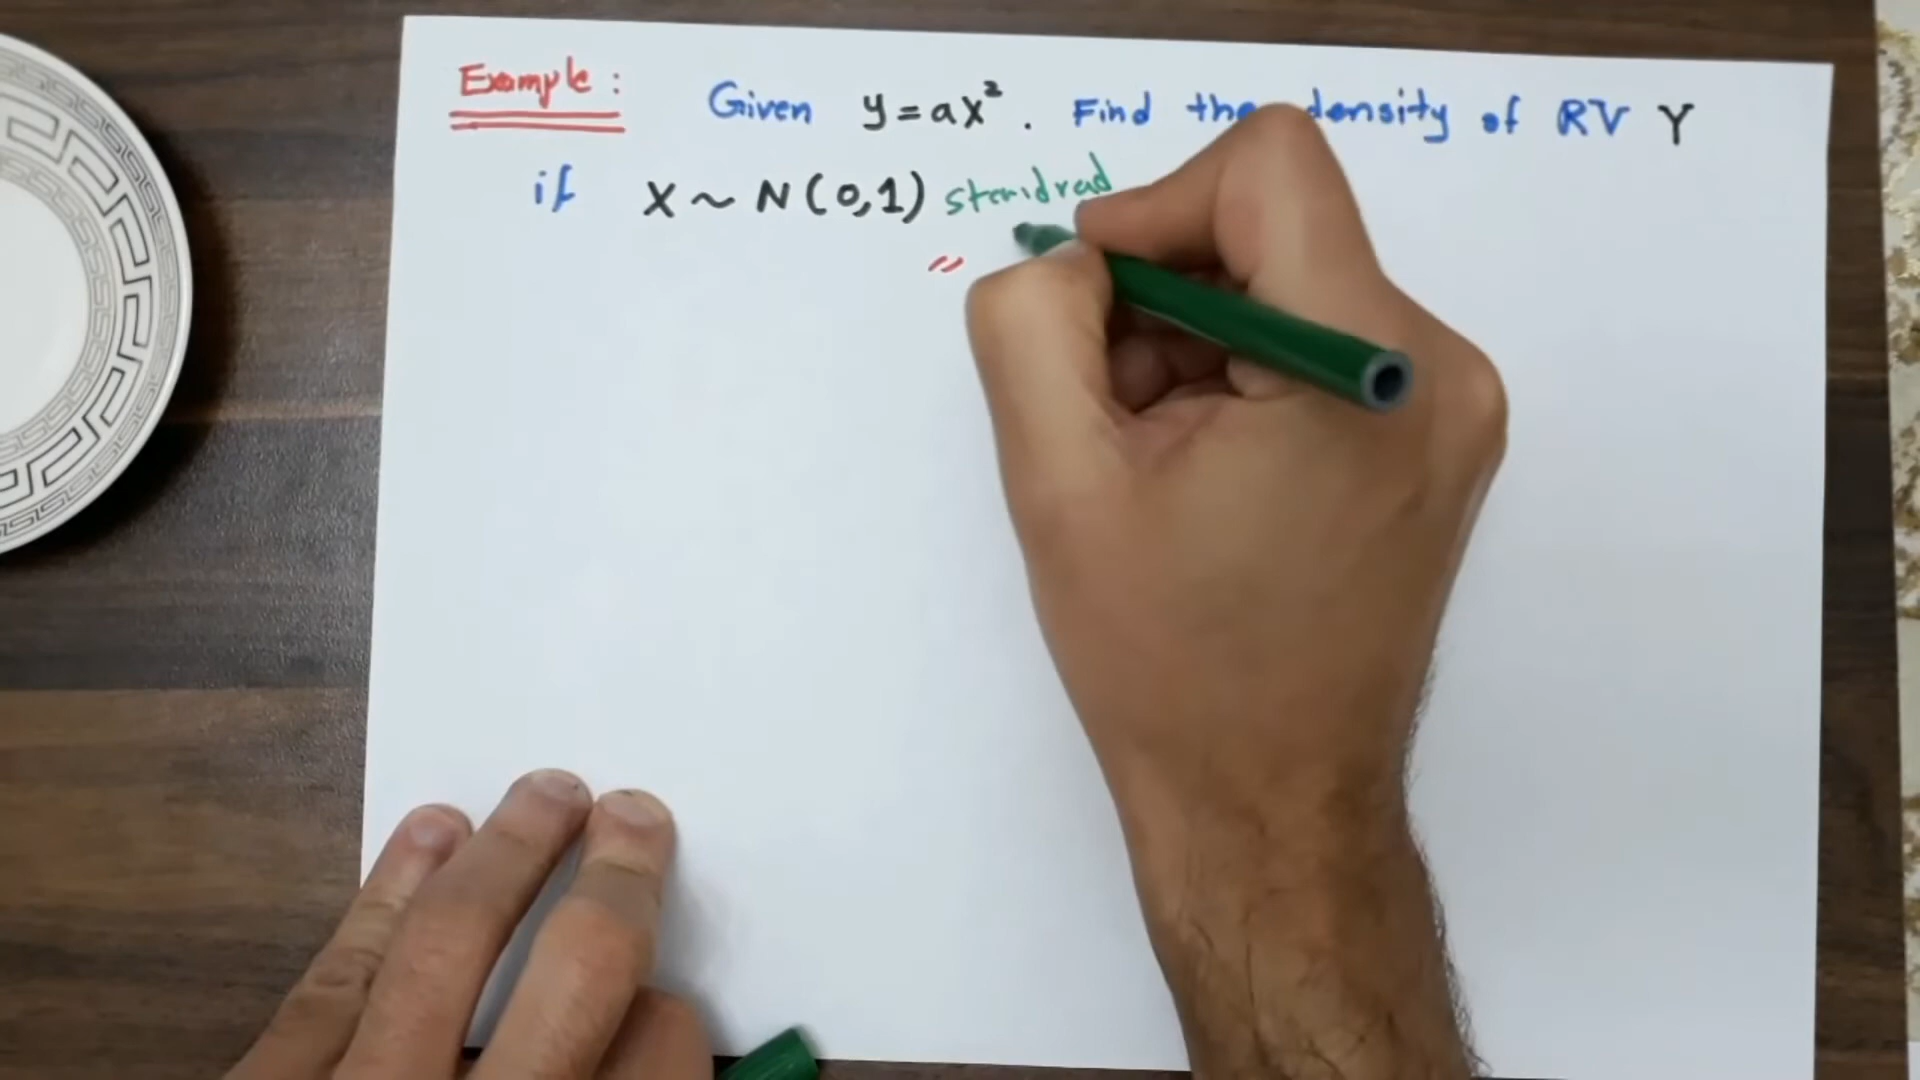 Example: Given y=ax². Find the density of RV Y
if X ~ N(0,1) standrad
〃